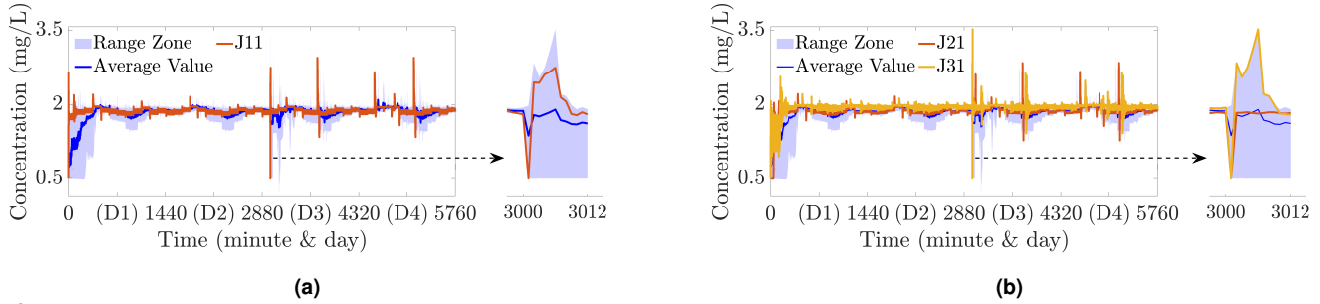 Concentration (mg/L)
3.5
2
0.5
Range Zone
J11
Average Value
0 (D1) 1440 (D2) 2880 (D3) 4320 (D4) 5760
Time (minute & day)
3000 3012
(a)
Concentration (mg/L)
3.5
2
0.5
Range Zone
J21
Average Value
J31
0 (D1) 1440 (D2) 2880 (D3) 4320 (D4) 5760
Time (minute & day)
3000 3012
(b)